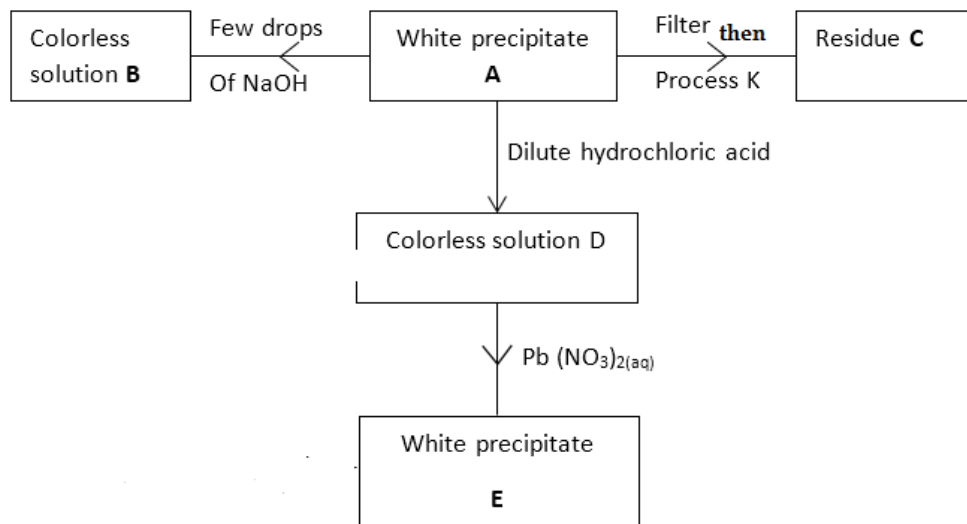 Colorless
solution B
Few drops
Of NaOH
White precipitate
A
Filter then
Process K
Residue C
Dilute hydrochloric acid
Colorless solution D
Pb (NO₃)₂₍ₐq₎
White precipitate
E